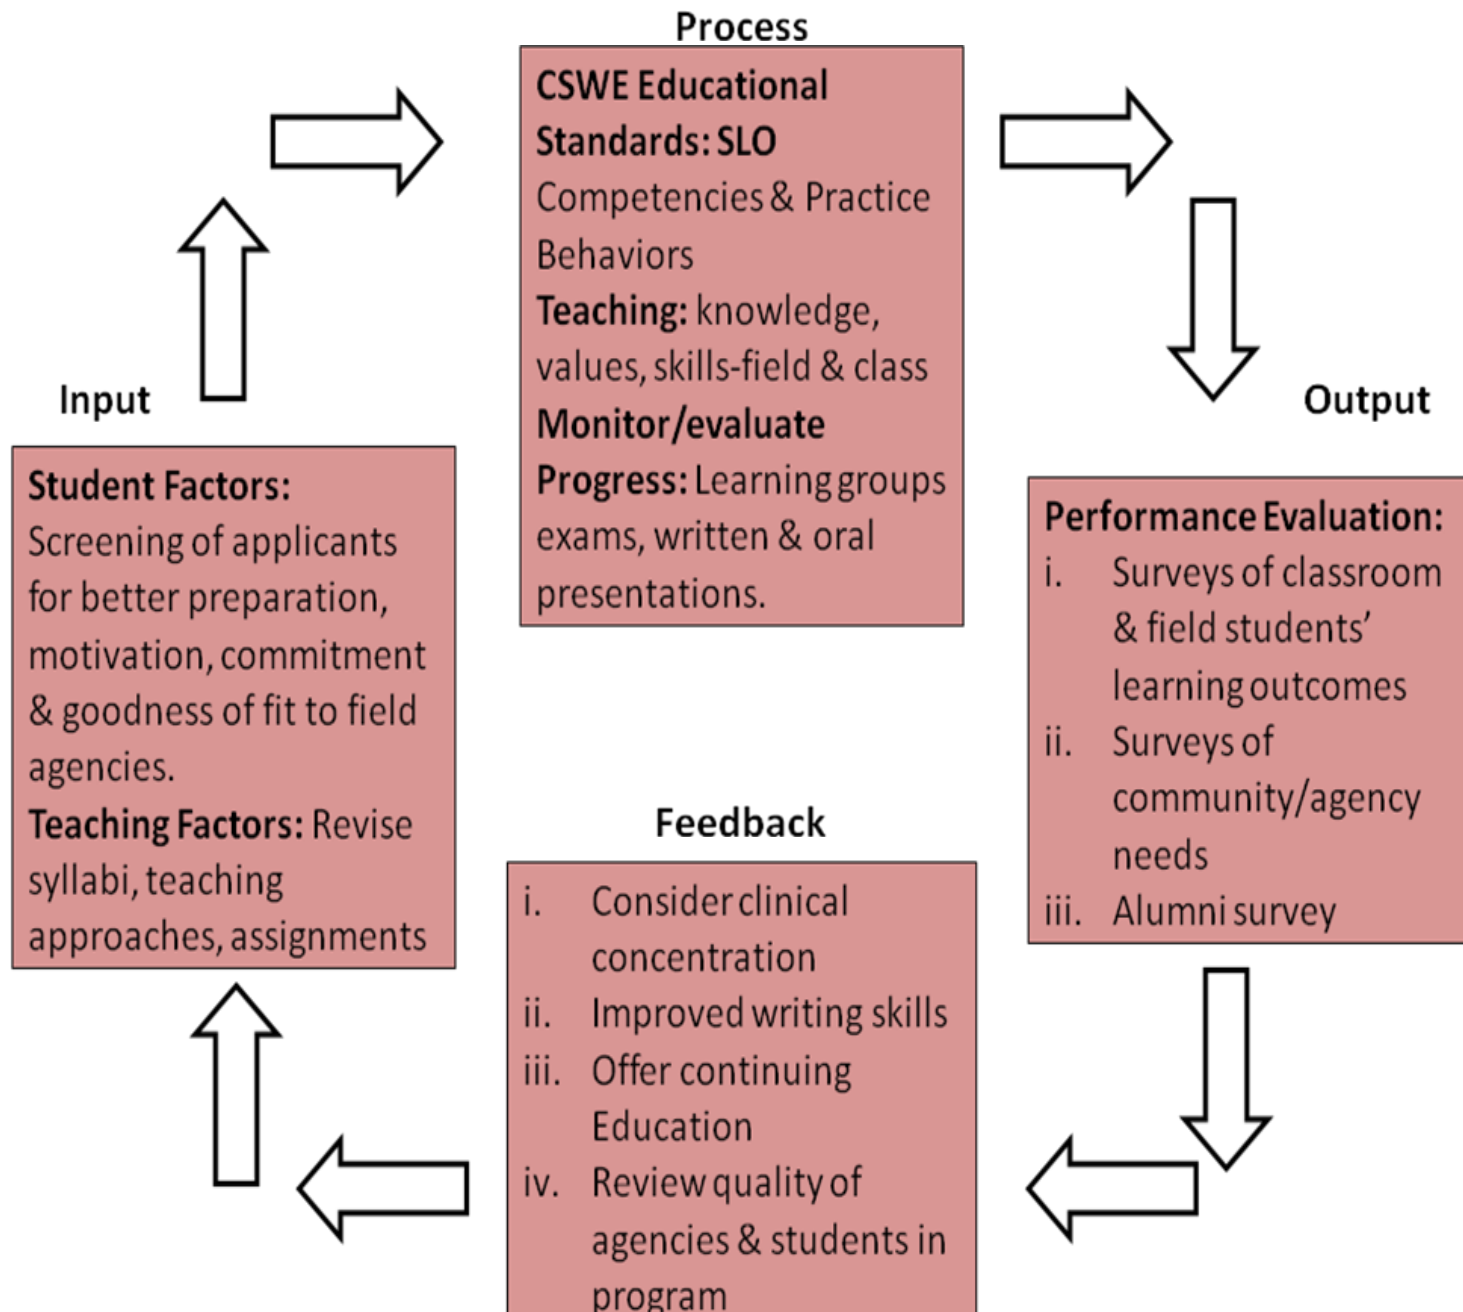 Process
CSWE Educational
Standards: SLO
Competencies & Practice
Behaviors
Teaching: knowledge,
values, skills-field & class
Monitor/evaluate
Progress: Learning groups
exams, written & oral
presentations.
Input
Student Factors:
Screening of applicants
for better preparation,
motivation, commitment
& goodness of fit to field
agencies.
Teaching Factors: Revise
syllabi, teaching
approaches, assignments
Output
Performance Evaluation:
i. Surveys of classroom
& field students’
learning outcomes
ii. Surveys of
community/agency
needs
iii. Alumni survey
Feedback
i. Consider clinical
concentration
ii. Improved writing skills
iii. Offer continuing
Education
iv. Review quality of
agencies & students in
program